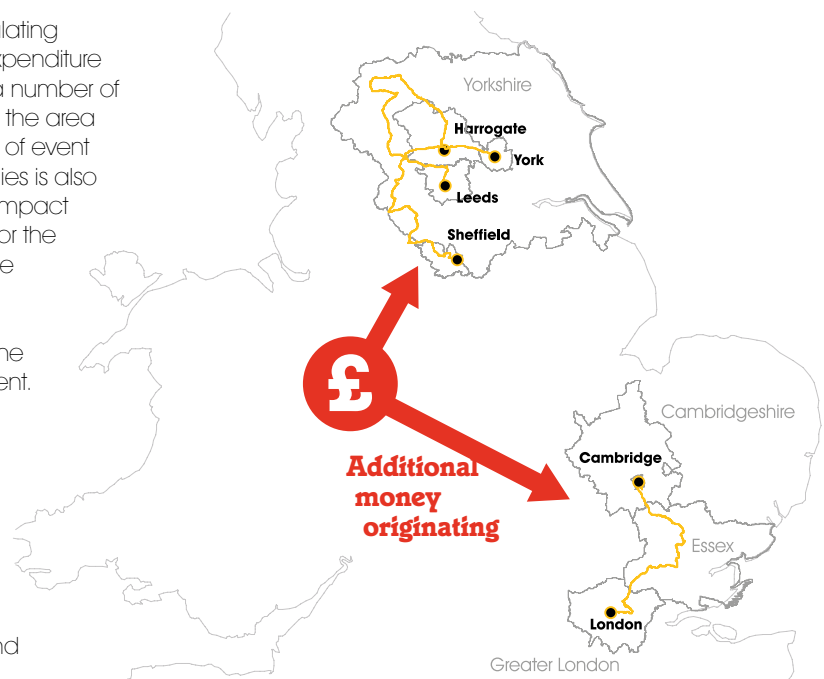 lating
penditure
a number of
the area
of event
ies is also
mpact
or the
e
ne
ent.
nd
Yorkshire
Harrogate
York
Leeds
Sheffield
£
Additional
money
originating
Cambridgeshire
Cambridge
Essex
London
Greater London